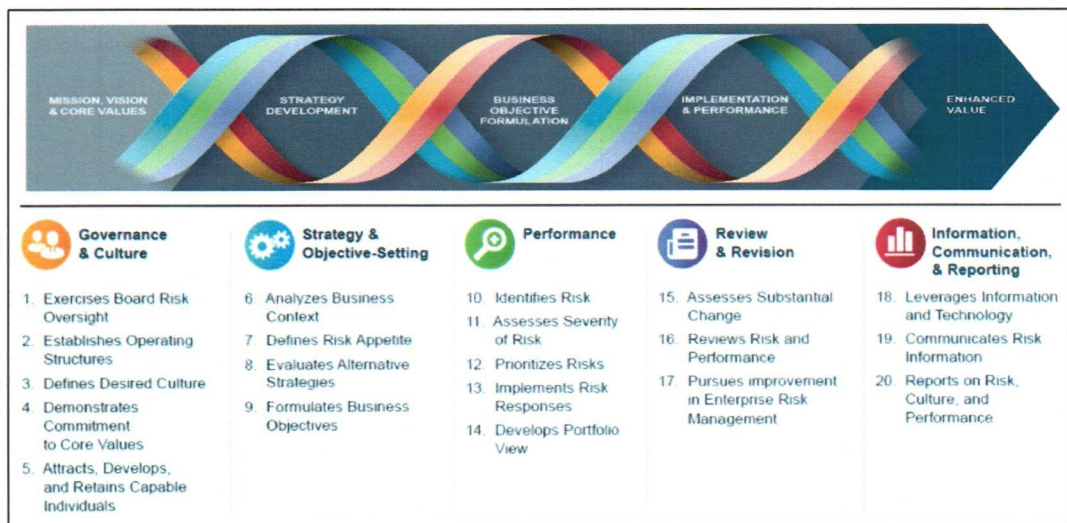 MISSION, VISION
& CORE VALUES
STRATEGY
DEVELOPMENT
BUSINESS
OBJECTIVE
FORMULATION
IMPLEMENTATION
& PERFORMANCE
ENHANCED
VALUE
Governance
& Culture
1. Exercises Board Risk
Oversight
2. Establishes Operating
Structures
3. Defines Desired Culture
4. Demonstrates
Commitment
to Core Values
5. Attracts, Develops,
and Retains Capable
Individuals
Strategy &
Objective-Setting
6. Analyzes Business
Context
7. Defines Risk Appetite
8. Evaluates Alternative
Strategies
9. Formulates Business
Objectives
Performance
10. Identifies Risk
11. Assesses Severity
of Risk
12. Prioritizes Risks
13. Implements Risk
Responses
14. Develops Portfolio
View
Review
& Revision
15. Assesses Substantial
Change
16. Reviews Risk and
Performance
17. Pursues improvement
in Enterprise Risk
Management
Information,
Communication,
& Reporting
18. Leverages Information
and Technology
19. Communicates Risk
Information
20. Reports on Risk,
Culture, and
Performance